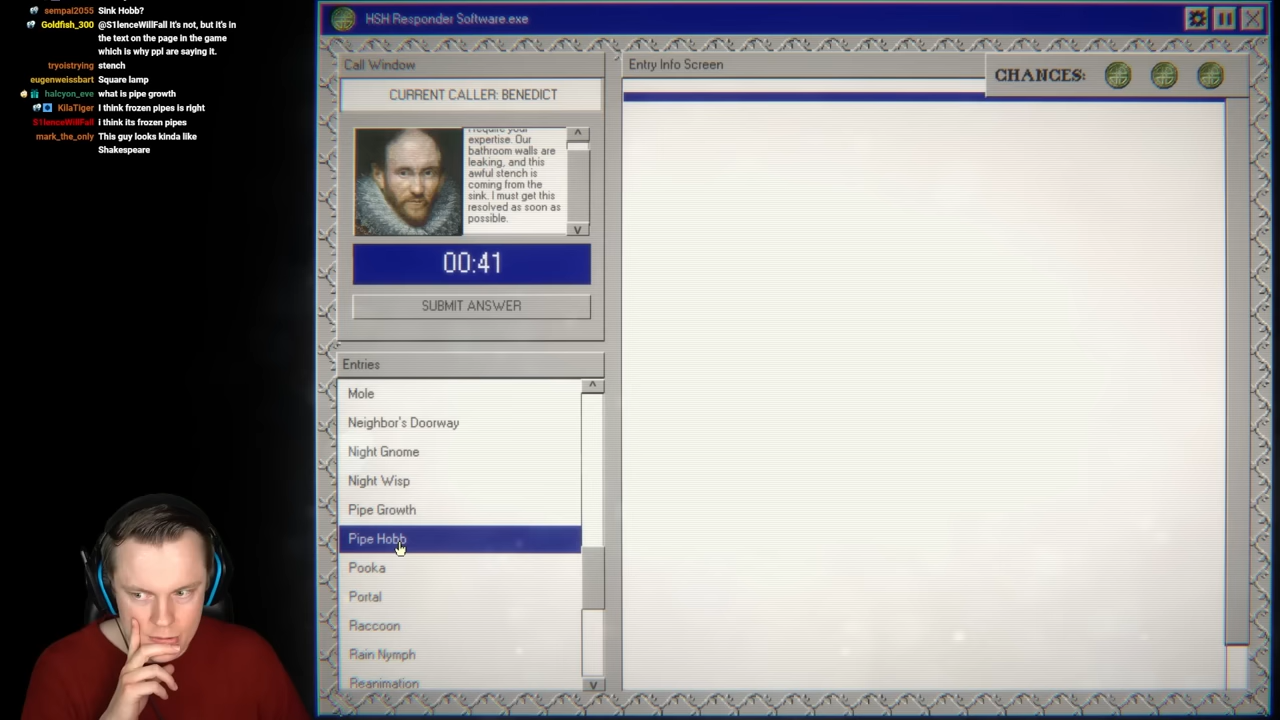 sempai2055 Sink Hobb?
Goldfish_300 @S1lenceWillFall It's not, but it's in
the text on the page in the game
which is why ppl are saying it.
tryoistrying stench
eugenweissbart Square lamp
halcyon_eve what is pipe growth
KilaTiger I think frozen pipes is right
S1lenceWillFall i think its frozen pipes
mark_the_only This guy looks kinda like
Shakespeare
HSH Responder Software.exe
Call Window
CURRENT CALLER: BENEDICT
I require your
expertise. Our
bathroom walls are
leaking, and this
awful stench is
coming from the
sink. I must get this
resolved as soon as
possible.
00:41
SUBMIT ANSWER
Entries
Mole
Neighbor's Doorway
Night Gnome
Night Wisp
Pipe Growth
Pipe Hobb
Pooka
Portal
Raccoon
Rain Nymph
Reanimation
Entry Info Screen
CHANCES: